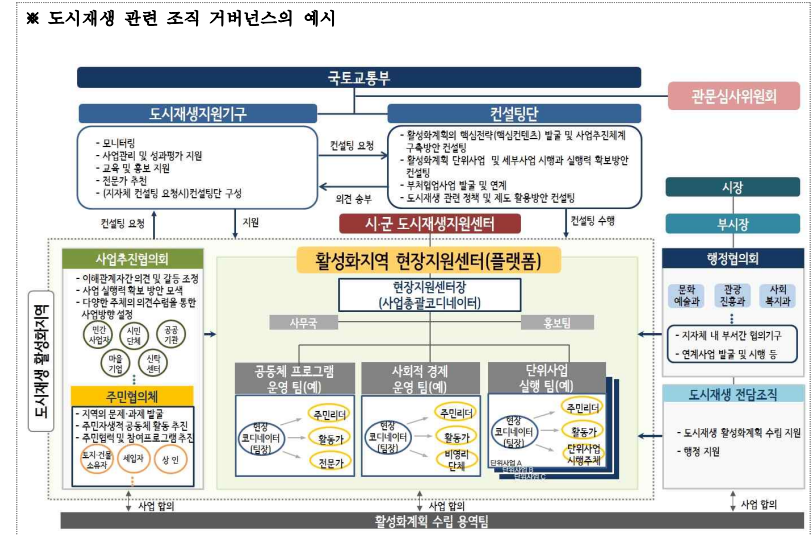 ※ 도시재생 관련 조직 거버넌스의 예시
국토교통부
관문심사위원회
도시재생지원기구
- 모니터링
- 사업관리 및 성과평가 지원
- 교육 및 홍보 지원
- 전문가 추천
- (지자체 컨설팅 요청시)컨설팅단 구성
컨설팅 요청
의견 송부
컨설팅단
- 활성화계획의 핵심전략(핵심컨텐츠) 발굴 및 사업추진체계
구축방안 컨설팅
- 활성화계획 단위사업 및 세부사업 시행과 실행력 확보방안
컨설팅
- 부처협업사업 발굴 및 연계
- 도시재생 관련 정책 및 제도 활용방안 컨설팅
컨설팅 요청
지원
시·군 도시재생지원센터
컨설팅 수행
시장
부시장
도시재생 활성화지역
사업추진협의회
- 이해관계자간 의견 및 갈등 조정
- 사업 실행력 확보 방안 모색
- 다양한 주체의 의견수렴을 통한
사업방향 설정
민간
사업자
시민
단체
공공
기관
마을
기업
신탁
센터
주민협의체
- 지역의 문제·과제 발굴
- 주민자생적 공동체 활동 추진
- 주민협력 및 참여프로그램 추진
토지·건물
소유자
세입자
상 인
활성화지역 현장지원센터(플랫폼)
현장지원센터장
(사업총괄코디네이터)
사무국
홍보팀
공동체 프로그램
운영 팀(예)
현장
코디네이터
(팀장)
주민리더
활동가
전문가
사회적 경제
운영 팀(예)
현장
코디네이터
(팀장)
주민리더
활동가
비영리
단체
단위사업
실행 팀(예)
현장
코디네이터
(팀장)
주민리더
활동가
단위사업
시행주체
단위사업 A
단위사업 B
단위사업 C
행정협의회
문화
예술과
관광
진흥과
사회
복지과
- 지자체 내 부서간 협의기구
- 연계사업 발굴 및 시행 등
도시재생 전담조직
- 도시재생 활성화계획 수립 지원
- 행정 지원
사업 합의
사업 합의
사업 합의
활성화계획 수립 용역팀